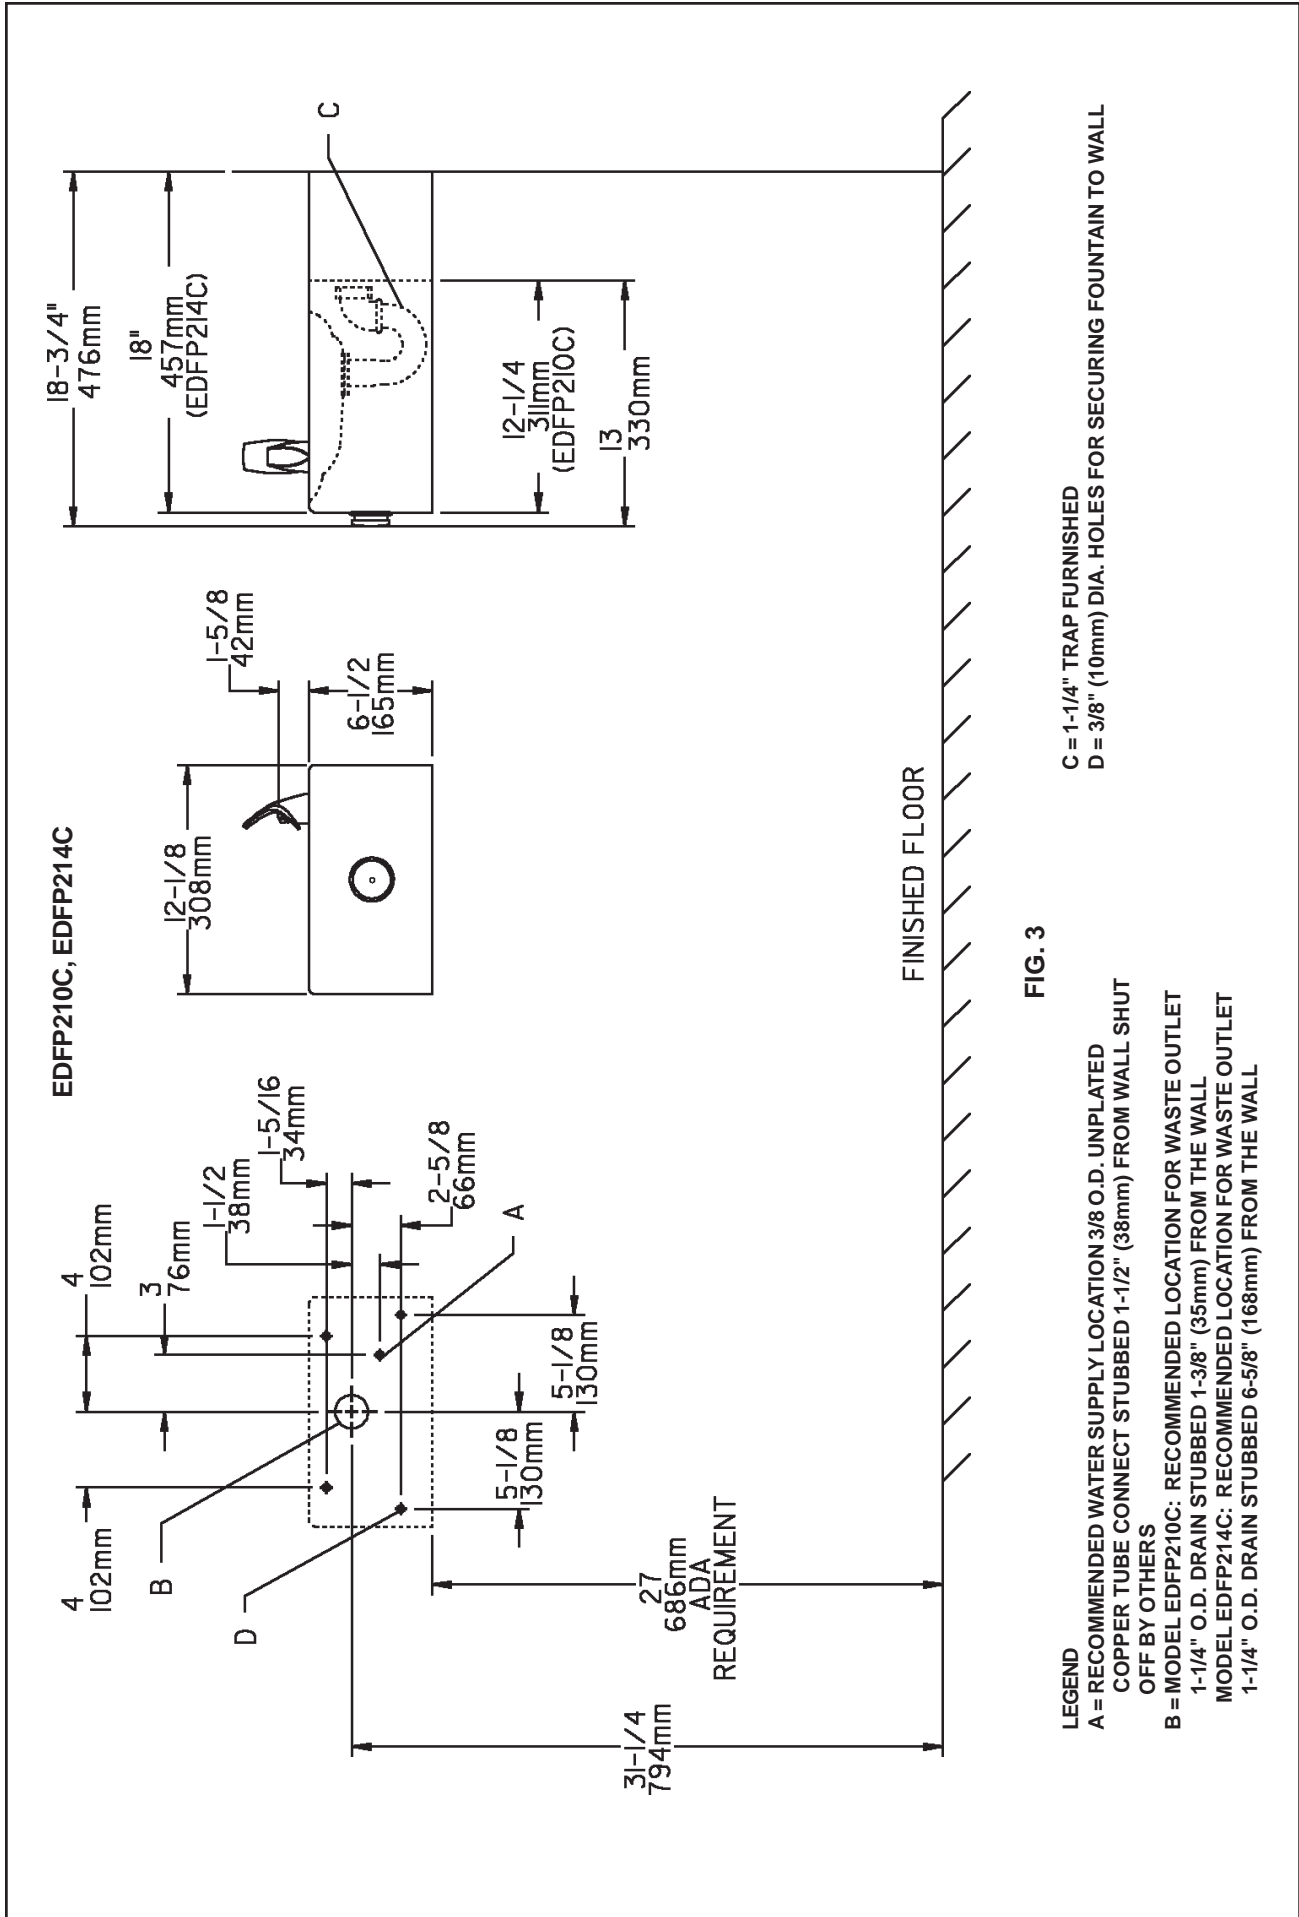 EDFP210C, EDFP214C
4
102mm
4
102mm
3
76mm
1-1/2
38mm
1-5/16
34mm
2-5/8
66mm
A
B
D
5-1/8
130mm
5-1/8
130mm
27
686mm
ADA
REQUIREMENT
31-1/4
794mm
12-1/8
308mm
1-5/8
42mm
6-1/2
165mm
18-3/4"
476mm
18"
457mm
(EDFP214C)
C
12-1/4
311mm
(EDFP210C)
13
330mm
FINISHED FLOOR
FIG. 3
LEGEND
A = RECOMMENDED WATER SUPPLY LOCATION 3/8 O.D. UNPLATED
COPPER TUBE CONNECT STUBBED 1-1/2" (38mm) FROM WALL SHUT
OFF BY OTHERS
B = MODEL EDFP210C: RECOMMENDED LOCATION FOR WASTE OUTLET
1-1/4" O.D. DRAIN STUBBED 1-3/8" (35mm) FROM THE WALL
MODEL EDFP214C: RECOMMENDED LOCATION FOR WASTE OUTLET
1-1/4" O.D. DRAIN STUBBED 6-5/8" (168mm) FROM THE WALL
C = 1-1/4" TRAP FURNISHED
D = 3/8" (10mm) DIA. HOLES FOR SECURING FOUNTAIN TO WALL